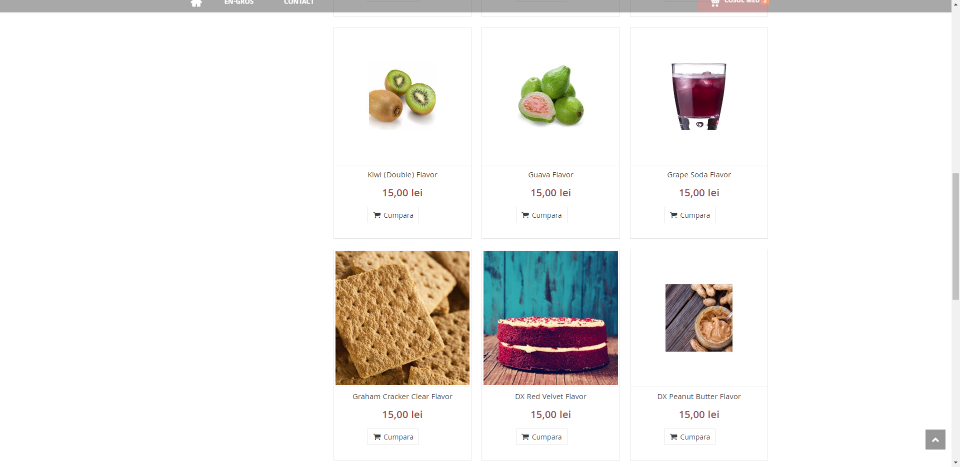 EN-GROS
CONTACT
COSUL MEU
Kiwi (Double) Flavor
Guava Flavor
Grape Soda Flavor
15,00 lei
15,00 lei
15,00 lei
Cumpara
Cumpara
Cumpara
Graham Cracker Clear Flavor
DX Red Velvet Flavor
DX Peanut Butter Flavor
15,00 lei
15,00 lei
15,00 lei
Cumpara
Cumpara
Cumpara